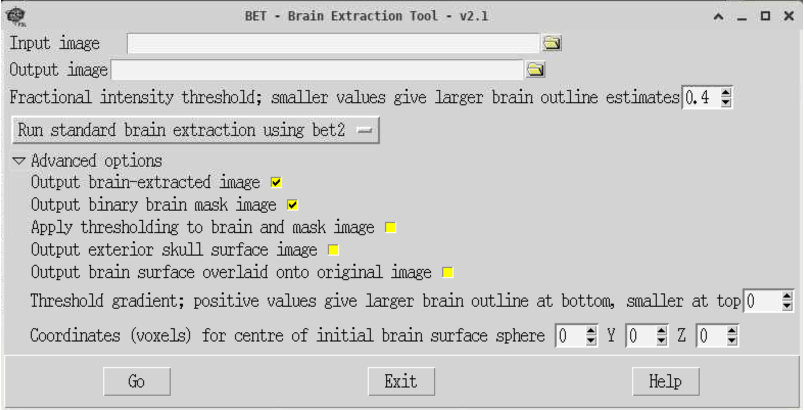 BET - Brain Extraction Tool - v2.1
Input image
Output image
Fractional intensity threshold; smaller values give larger brain outline estimates 0.4
Run standard brain extraction using bet2
Advanced options
Output brain-extracted image
Output binary brain mask image
Apply thresholding to brain and mask image
Output exterior skull surface image
Output brain surface overlaid onto original image
Threshold gradient; positive values give larger brain outline at bottom, smaller at top 0
Coordinates (voxels) for centre of initial brain surface sphere 0 Y 0 Z 0
Go Exit Help